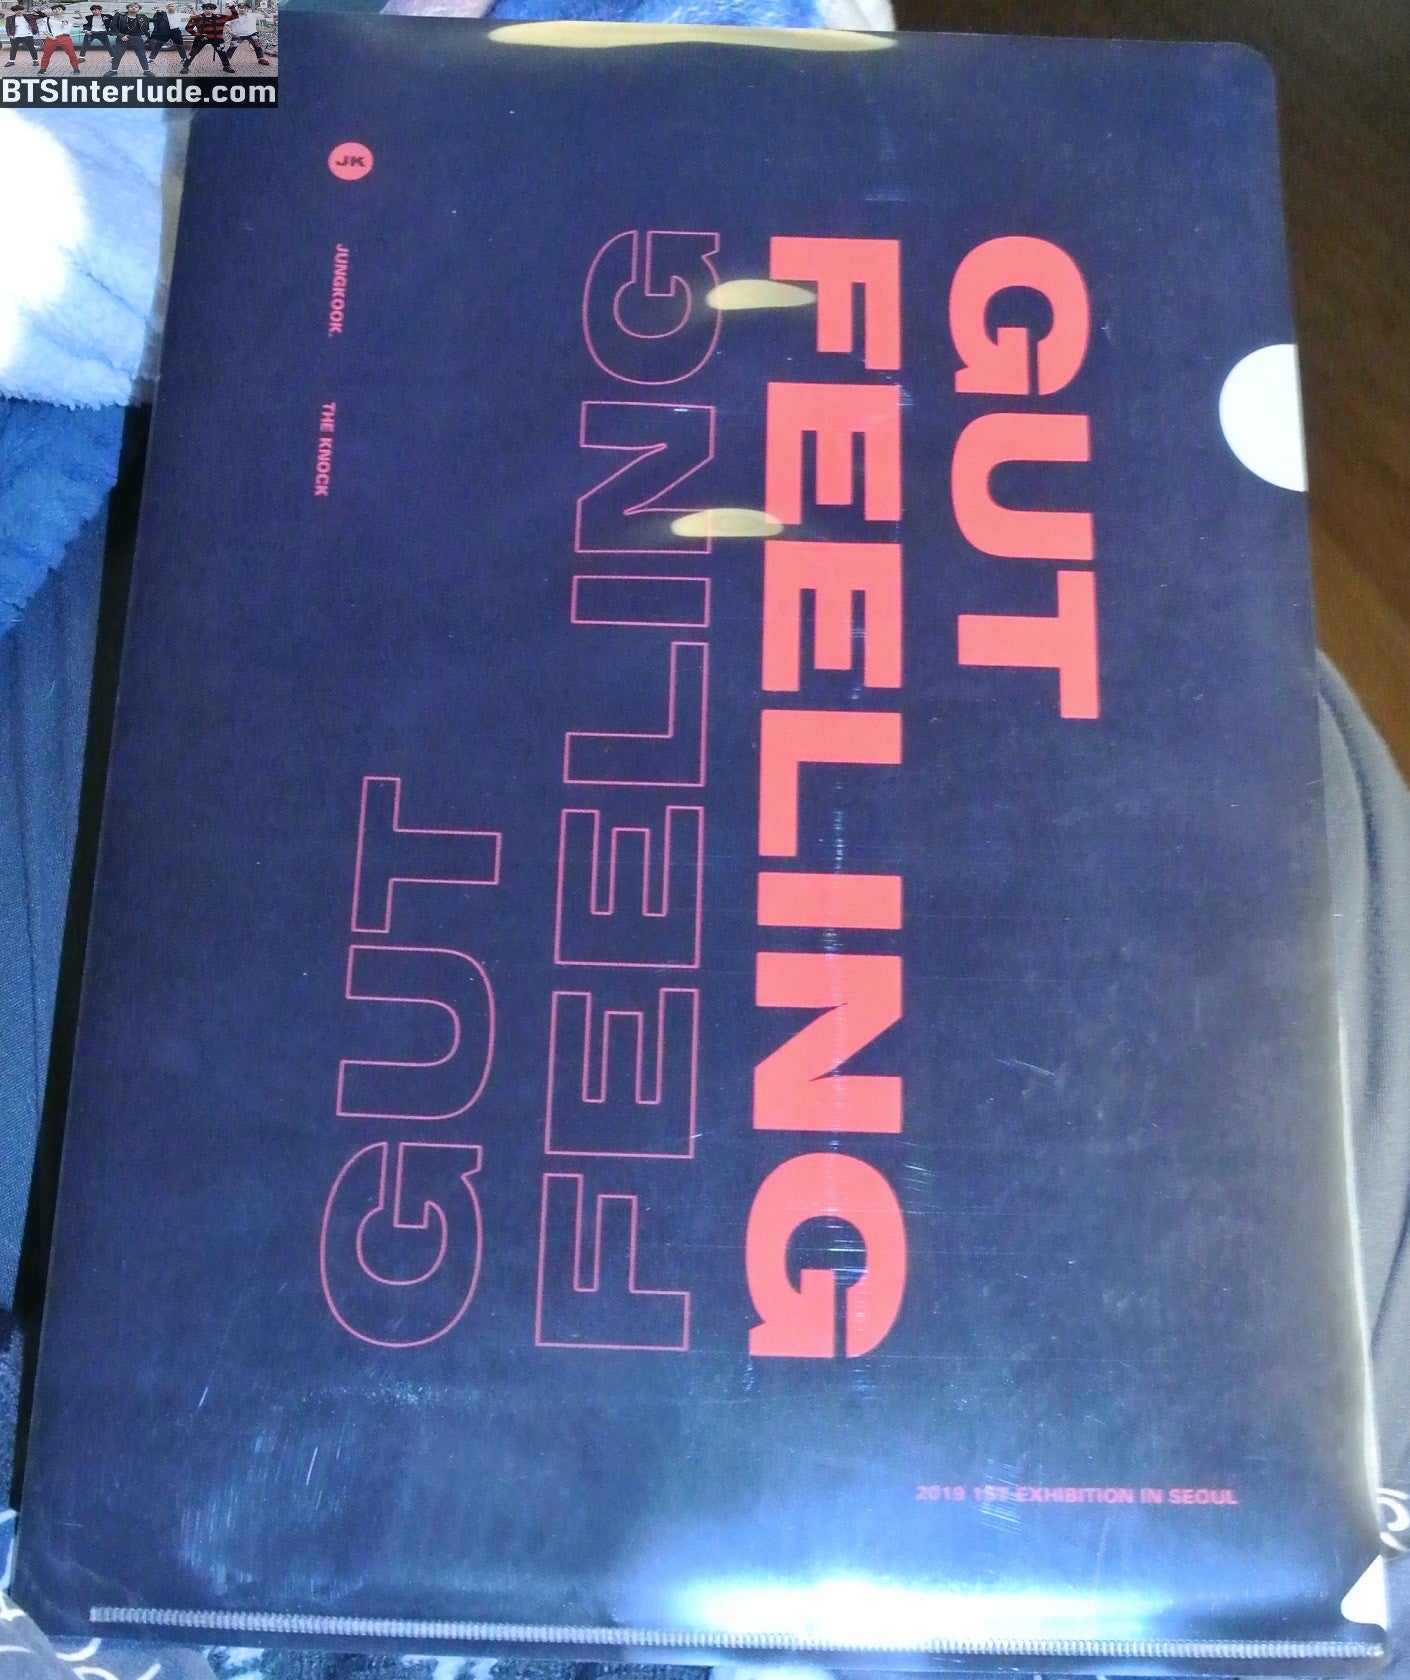 BTSInterlude.com
GUT
FEELING
FEELING
GUT
JK
JUNGKOOK.
THE KNOCK
2019 1ST EXHIBITION IN SEOUL